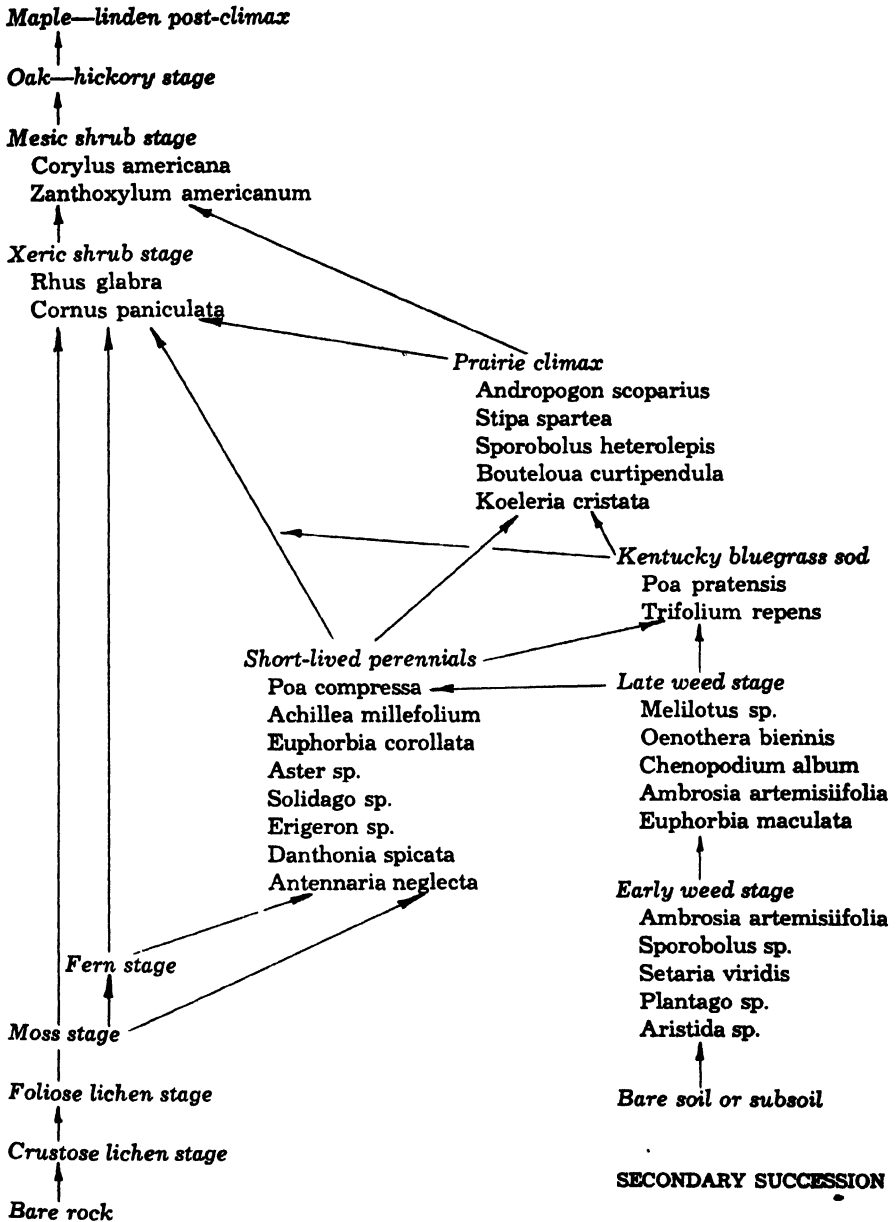 Maple—linden post-climax
Oak—hickory stage
Mesic shrub stage
Corylus americana
Zanthoxylum americanum
Xeric shrub stage
Rhus glabra
Cornus paniculata
Prairie climax
Andropogon scoparius
Stipa spartea
Sporobolus heterolepis
Bouteloua curtipendula
Koeleria cristata
Kentucky bluegrass sod
Poa pratensis
Trifolium repens
Short-lived perennials
Poa compressa
Achillea millefolium
Euphorbia corollata
Aster sp.
Solidago sp.
Erigeron sp.
Danthonia spicata
Antennaria neglecta
Late weed stage
Melilotus sp.
Oenothera biennis
Chenopodium album
Ambrosia artemisiifolia
Euphorbia maculata
Early weed stage
Ambrosia artemisiifolia
Sporobolus sp.
Setaria viridis
Plantago sp.
Aristida sp.
Fern stage
Moss stage
Foliose lichen stage
Crustose lichen stage
Bare rock
Bare soil or subsoil
SECONDARY SUCCESSION